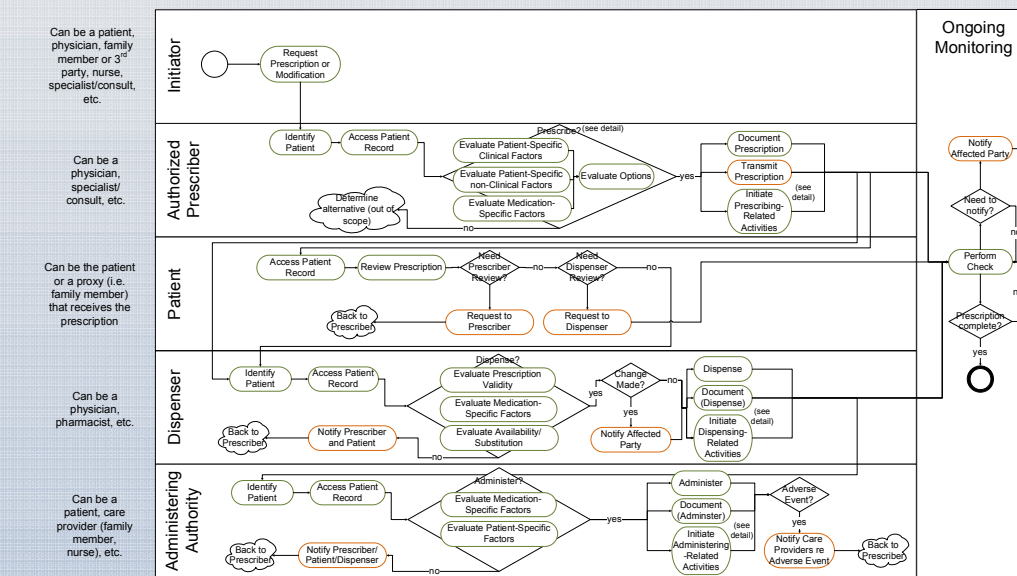 Can be a patient,
physician, family
member or 3rd
party, nurse,
specialist/consult,
etc.
Initiator
Request
Prescription or
Modification
Ongoing
Monitoring
Can be a
physician,
specialist/
consult, etc.
Authorized
Prescriber
Identify
Patient
Access Patient
Record
Prescribe?
(see detail)
Evaluate Patient-Specific
Clinical Factors
Evaluate Patient-Specific
non-Clinical Factors
Evaluate Medication-
Specific Factors
Evaluate Options
yes
no
Determine
alternative (out of
scope)
Document
Prescription
Transmit
Prescription
Initiate
Prescribing-
Related
Activities
(see
detail)
Notify
Affected Party
Need to
notify?
no
Perform
Check
n
Prescription
complete?
yes
Can be the patient
or a proxy (i.e.
family member)
that receives the
prescription
Patient
Access Patient
Record
Review Prescription
Need
Prescriber
Review?
no
Need
Dispenser
Review?
no
Back to
Prescriber
Request to
Prescriber
Request to
Dispenser
Can be a
physician,
pharmacist, etc.
Dispenser
Identify
Patient
Access Patient
Record
Dispense?
Evaluate Prescription
Validity
Evaluate Medication-
Specific Factors
Evaluate Availability/
Substitution
yes
no
Change
Made?
no
yes
Notify Affected
Party
Dispense
Document
(Dispense)
Initiate
Dispensing-
Related
Activities
(see
detail)
Back to
Prescriber
Notify Prescriber
and Patient
Can be a
patient, care
provider (family
member,
nurse), etc.
Administering
Authority
Identify
Patient
Access Patient
Record
Administer?
Evaluate Medication-
Specific Factors
Evaluate Patient-Specific
Factors
yes
no
Administer
Document
(Administer)
Initiate
Administering
-Related
Activities
(see
detail)
Adverse
Event?
yes
Notify Care
Providers re
Adverse Event
Back to
Prescriber
Back to
Prescriber
Notify Prescriber/
Patient/Dispenser